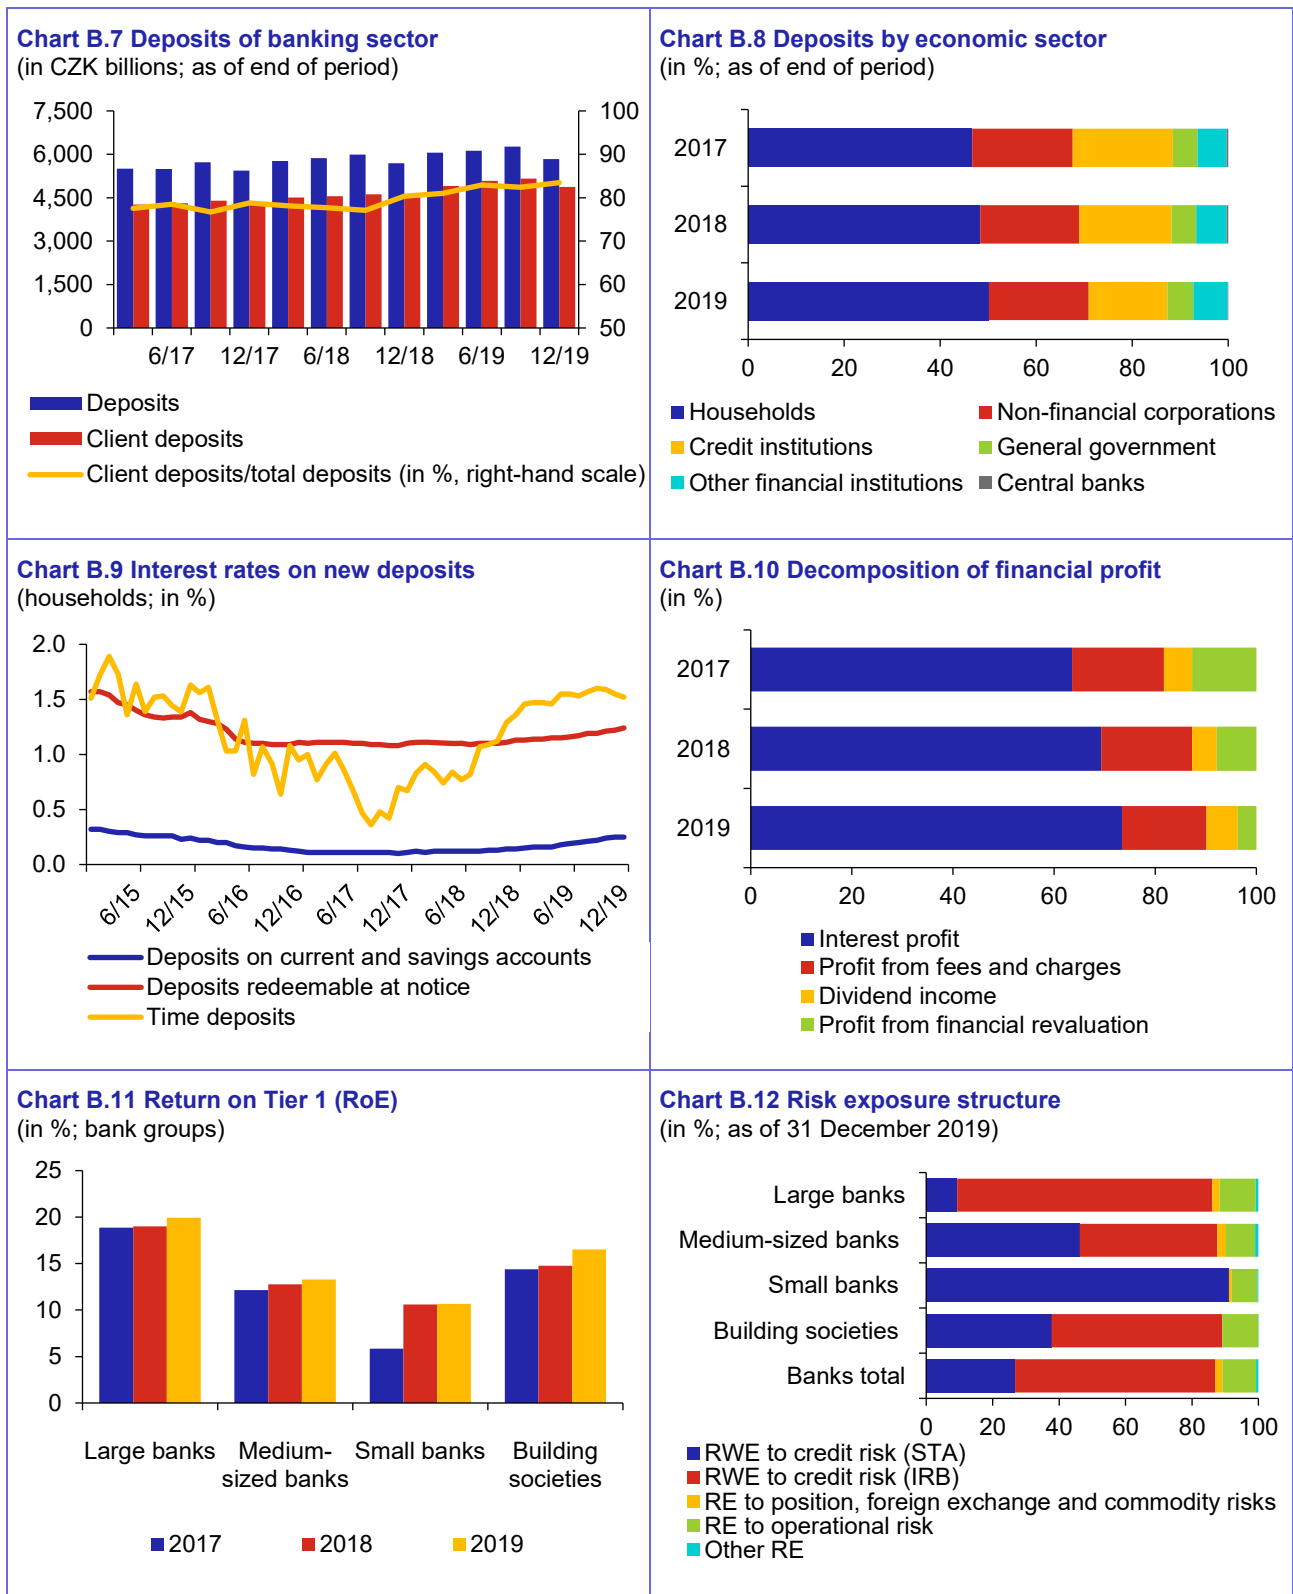 Chart B.7 Deposits of banking sector
(in CZK billions; as of end of period)
7,500
6,000
4,500
3,000
1,500
0
100
90
80
70
60
50
6/17 12/17 6/18 12/18 6/19 12/19
Deposits
Client deposits
Client deposits/total deposits (in %, right-hand scale)
Chart B.8 Deposits by economic sector
(in %; as of end of period)
2017
2018
2019
0 20 40 60 80 100
Households Non-financial corporations
Credit institutions General government
Other financial institutions Central banks
Chart B.9 Interest rates on new deposits
(households; in %)
2.0
1.5
1.0
0.5
0.0
6/15 12/15 6/16 12/16 6/17 12/17 6/18 12/18 6/19 12/19
Deposits on current and savings accounts
Deposits redeemable at notice
Time deposits
Chart B.10 Decomposition of financial profit
(in %)
2017
2018
2019
0 20 40 60 80 100
Interest profit
Profit from fees and charges
Dividend income
Profit from financial revaluation
Chart B.11 Return on Tier 1 (RoE)
(in %; bank groups)
25
20
15
10
5
0
Large banks Medium- Small banks Building
sized banks societies
2017 2018 2019
Chart B.12 Risk exposure structure
(in %; as of 31 December 2019)
Large banks
Medium-sized banks
Small banks
Building societies
Banks total
0 20 40 60 80 100
RWE to credit risk (STA)
RWE to credit risk (IRB)
RE to position, foreign exchange and commodity risks
RE to operational risk
Other RE